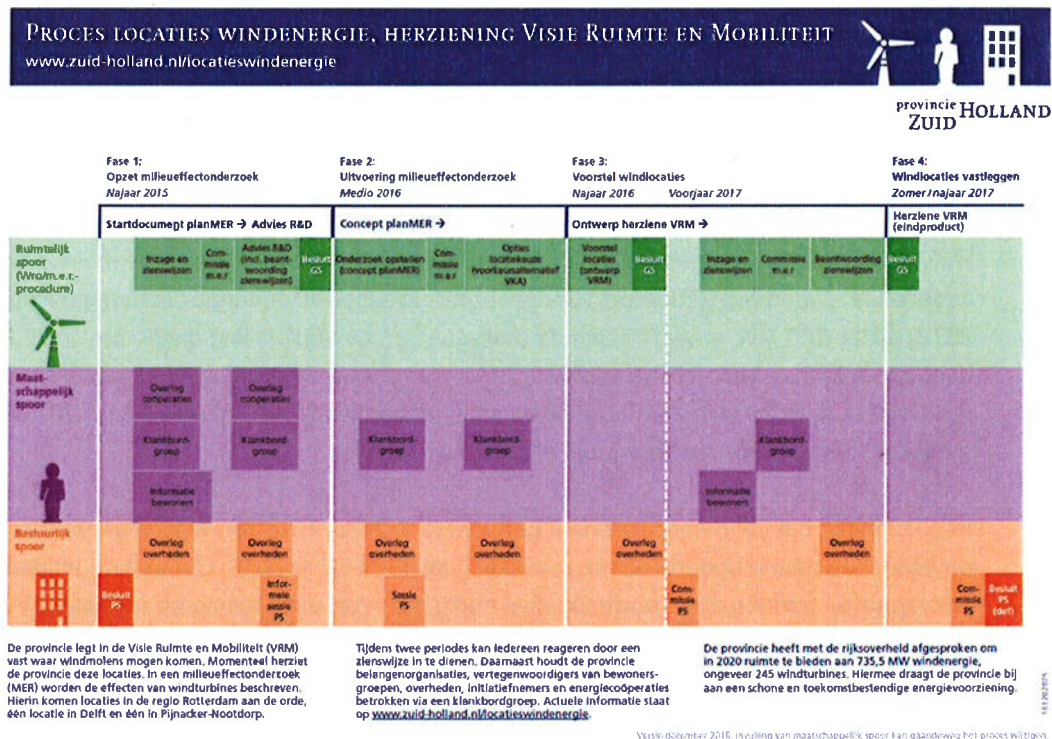 PROCES LOCATIES WINDENERGIE, HERZIENING VISIE RUIMTE EN MOBILITEIT
www.zuid-holland.nl/locatieswindenergie
provincie HOLLAND
ZUID
Fase 1:
Opzet milieueffectonderzoek
Najaar 2015
Fase 2:
Uitvoering milieueffectonderzoek
Medio 2016
Fase 3:
Voorstel windlocaties
Najaar 2016 Voorjaar 2017
Fase 4:
Windlocaties vastleggen
Zomer/najaar 2017
Startdocument planMER → Advies R&D
Concept planMER →
Ontwerp herziene VRM →
Herziene VRM
(eindproduct)
Ruimtelijk
spoor
(Wro/m.e.r.-
procedure)
Inzage en
zienswijzen
Com-
missie
m.e.r
Advies R&D
(incl. beant-
woording
zienswijzen)
Besluit
GS
Onderzoek opstellen
(concept planMER)
Com-
missie
m.e.r
Opties
locatiekeuze
(voorkeursalternatief
VKA)
Voorstel
locaties
(ontwerp
VRM)
Besluit
GS
Inzage en
zienswijzen
Commissie
m.e.r
Beantwoording
zienswijzen
Besluit
GS
Maat-
schappelijk
spoor
Overleg
coöperaties
Overleg
coöperaties
Klankbord-
groep
Klankbord-
groep
Klankbord-
groep
Klankbord-
groep
Klankbord-
groep
Informatie
bewoners
Informatie
bewoners
Bestuurlijk
spoor
Overleg
overheden
Overleg
overheden
Overleg
overheden
Overleg
overheden
Overleg
overheden
Overleg
overheden
Besluit
PS
Infor-
mele
sessie
PS
Sessie
PS
Com-
missie
PS
Com-
missie
PS
Besluit
PS
(def)
De provincie legt in de Visie Ruimte en Mobiliteit (VRM)
vast waar windmolens mogen komen. Momenteel herziet
de provincie deze locaties. In een milieueffectonderzoek
(MER) worden de effecten van windturbines beschreven.
Hierin komen locaties in de regio Rotterdam aan de orde,
één locatie in Delft en één in Pijnacker-Nootdorp.
Tijdens twee periodes kan iedereen reageren door een
zienswijze in te dienen. Daarnaast houdt de provincie
belangenorganisaties, vertegenwoordigers van bewoners-
groepen, overheden, initiatiefnemers en energiecoöperaties
betrokken via een klankbordgroep. Actuele informatie staat
op www.zuid-holland.nl/locatieswindenergie.
De provincie heeft met de rijksoverheid afgesproken om
in 2020 ruimte te bieden aan 735,5 MW windenergie,
ongeveer 245 windturbines. Hiermee draagt de provincie bij
aan een schone en toekomstbestendige energievoorziening.
Versie december 2016. Invulling van maatschappelijk spoor kan gaandeweg het proces wijzigen.